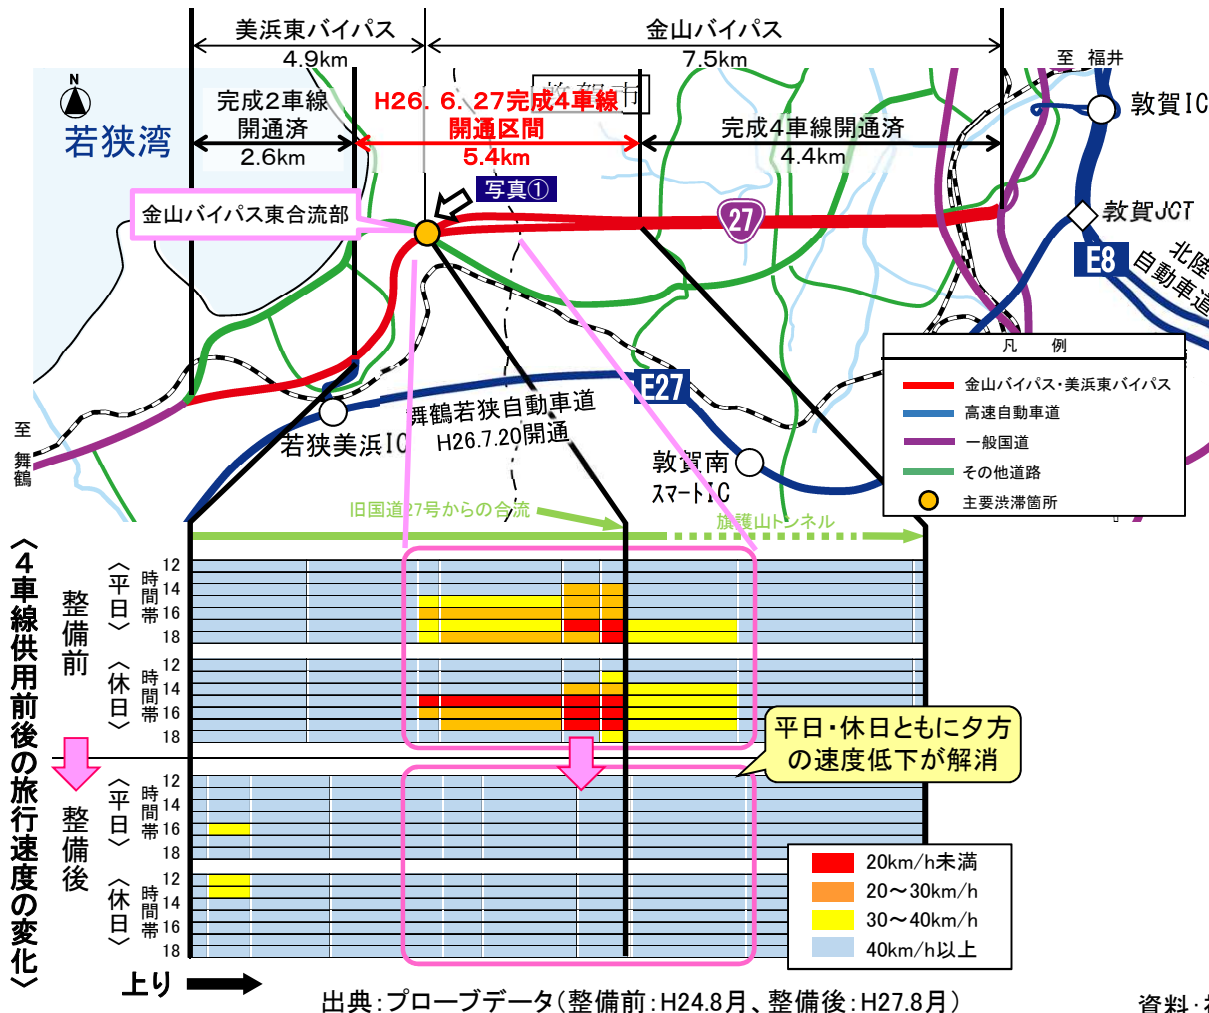 美浜東バイパス
4.9km
金山バイパス
7.5km
至 福井
N
若狭湾
完成2車線
開通済
2.6km
H26. 6. 27完成4車線
開通区間
5.4km
完成4車線開通済
4.4km
敦賀IC
写真①
金山バイパス東合流部
27
敦賀JCT
E8
北陸
自動車道
凡 例
金山バイパス・美浜東バイパス
高速自動車道
一般国道
その他道路
主要渋滞箇所
E27
舞鶴若狭自動車道
H26.7.20開通
若狭美浜IC
敦賀南
スマートIC
至
舞鶴
旧国道27号からの合流
旗護山トンネル
〈4車線供用前後の旅行速度の変化〉
整備前
〈平日〉
時間帯
12
14
16
18
〈休日〉
時間帯
12
14
16
18
平日・休日ともに夕方
の速度低下が解消
整備後
〈平日〉
時間帯
12
14
16
18
〈休日〉
時間帯
12
14
16
18
20km/h未満
20～30km/h
30～40km/h
40km/h以上
上り
出典：プローブデータ（整備前：H24.8月、整備後：H27.8月）
資料・